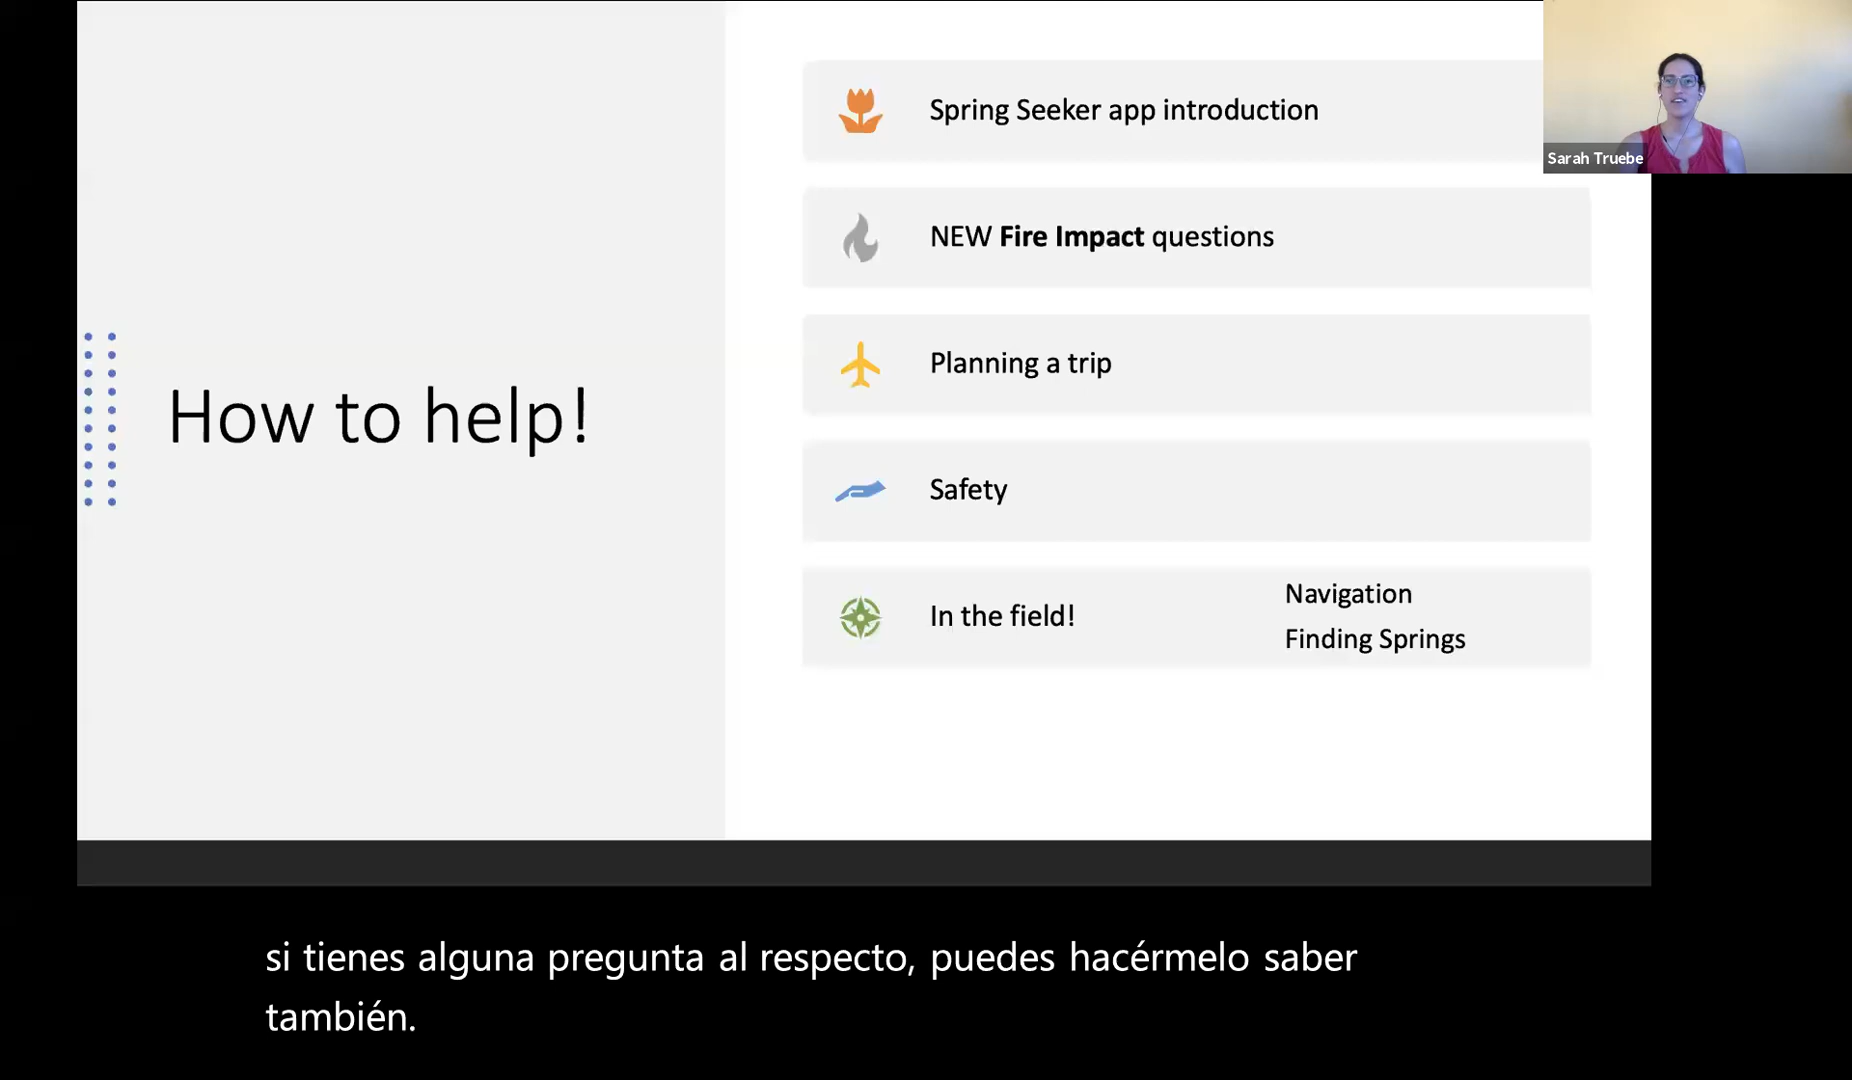 How to help!
Spring Seeker app introduction
NEW Fire Impact questions
Planning a trip
Safety
In the field!
Navigation
Finding Springs
Sarah Truebe
si tienes alguna pregunta al respecto, puedes hacérmelo saber
también.